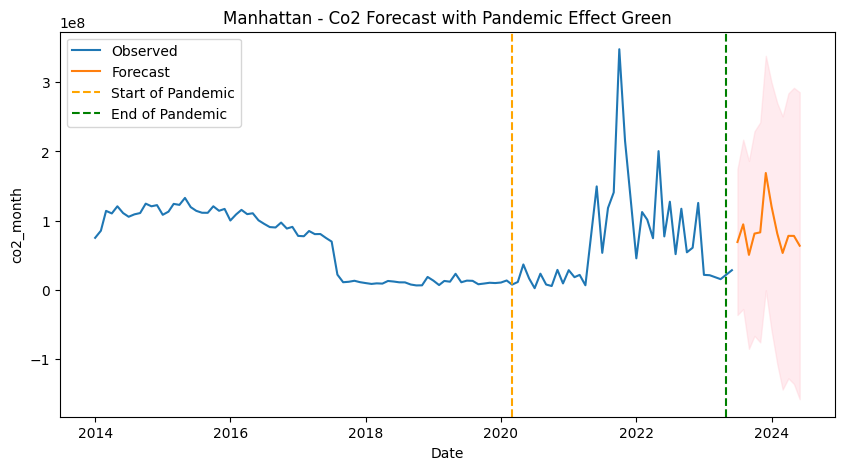 Manhattan - Co2 Forecast with Pandemic Effect Green
1e8
Observed
Forecast
Start of Pandemic
End of Pandemic
3
2
1
0
−1
co2_month
2014
2016
2018
2020
2022
2024
Date